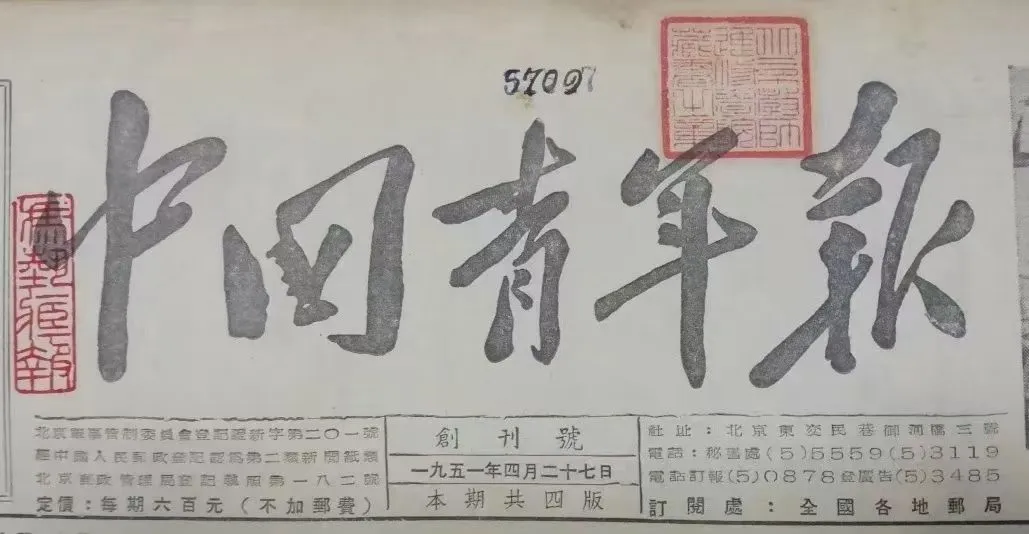 57097
中国青年報
北京軍事管制委員會登記證新字第二〇一號
經中國人民郵政登記認爲第二類新聞紙類
北京郵政管理局登記執照第一八二號
定價：每期六百元（不加郵費）
創刊號
一九五一年四月二十七日
本期共四版
社址：北京東交民巷御河橋三號
電話：秘書處(5)5559(5)3119
電話訂報(5)0878登廣告(5)3485
訂閱處：全國各地郵局